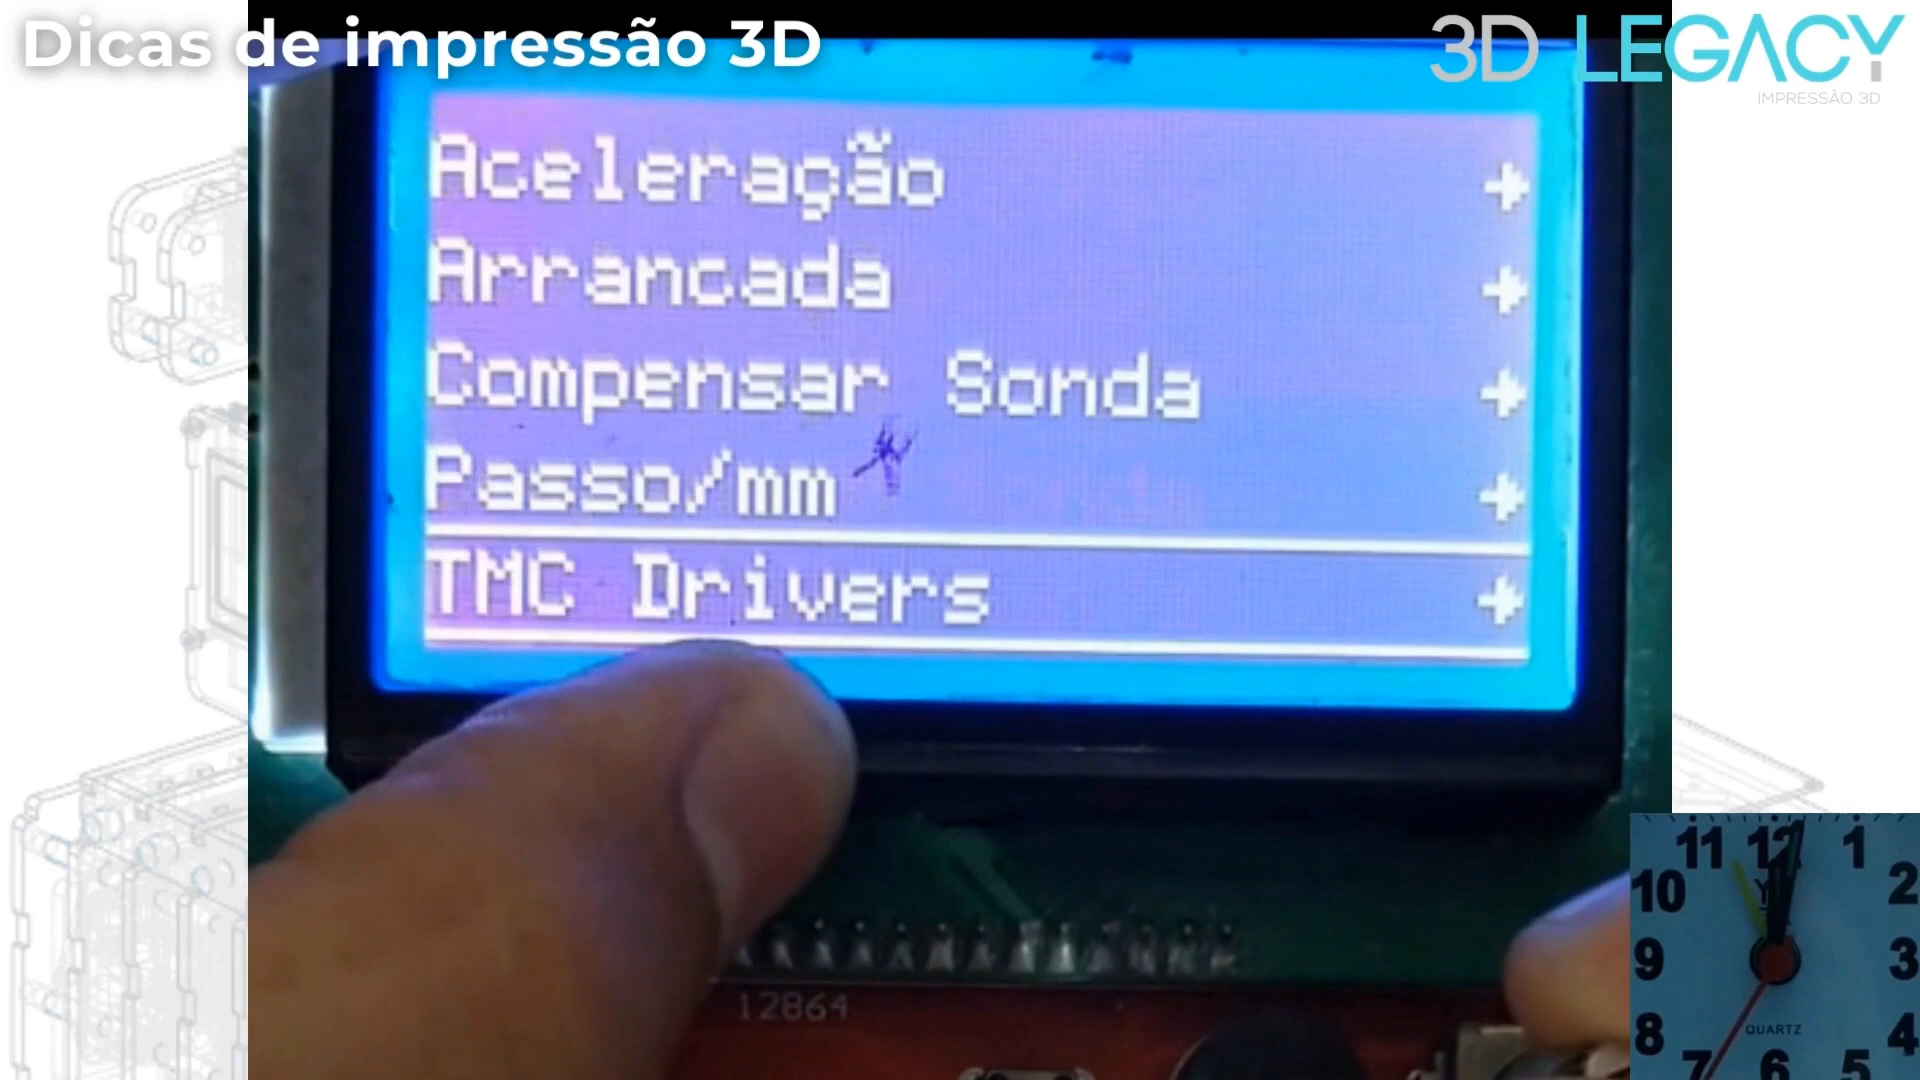 Dicas de impressão 3D
3D LEGACY
IMPRESSÃO 3D
Aceleração
Arrancada
Compensar Sonda
Passo/mm
TMC Drivers
12864
11 12 1
10 2
9 3
QUARTZ
8 4
7 6 5